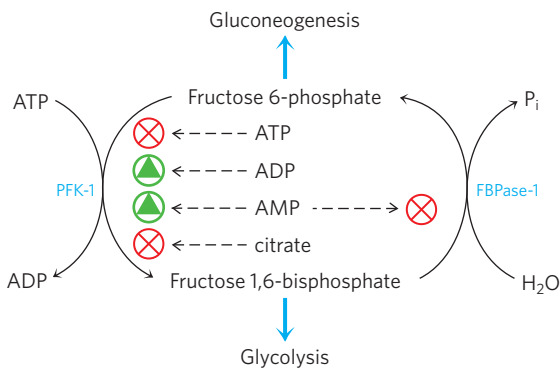 Gluconeogenesis
ATP
Fructose 6-phosphate
Pi
ATP
ADP
PFK-1
FBPase-1
AMP
citrate
ADP
Fructose 1,6-bisphosphate
H2O
Glycolysis